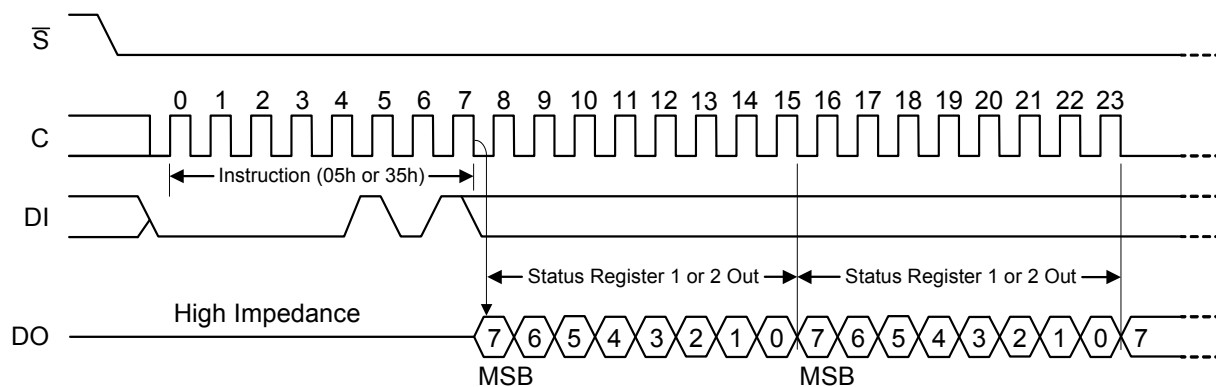 S
0 1 2 3 4 5 6 7 8 9 10 11 12 13 14 15 16 17 18 19 20 21 22 23
C
Instruction (05h or 35h)
DI
Status Register 1 or 2 Out Status Register 1 or 2 Out
High Impedance
DO 7 6 5 4 3 2 1 0 7 6 5 4 3 2 1 0 7
MSB MSB